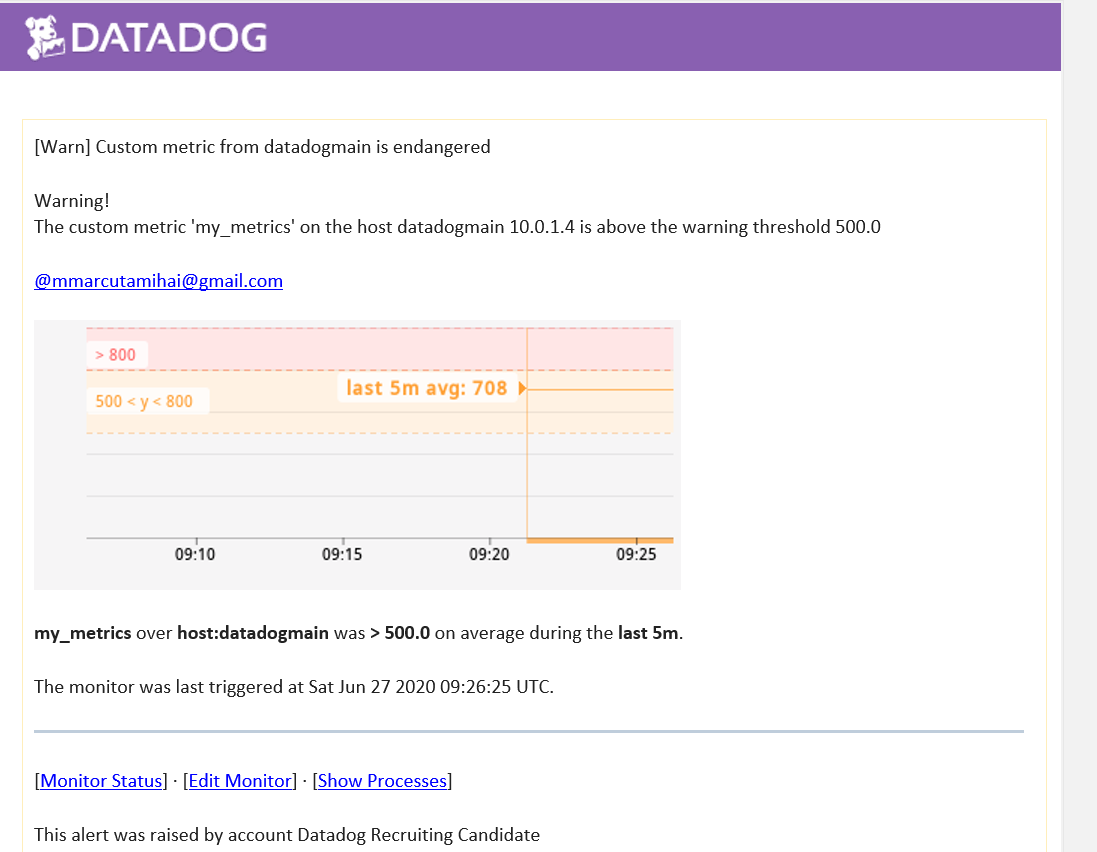 DATADOG
[Warn] Custom metric from datadogmain is endangered
Warning!
The custom metric 'my_metrics' on the host datadogmain 10.0.1.4 is above the warning threshold 500.0
@mmarcutamihai@gmail.com
> 800
last 5m avg: 708
500 < y < 800
09:10 09:15 09:20 09:25
my_metrics over host:datadogmain was > 500.0 on average during the last 5m.
The monitor was last triggered at Sat Jun 27 2020 09:26:25 UTC.
[Monitor Status] · [Edit Monitor] · [Show Processes]
This alert was raised by account Datadog Recruiting Candidate